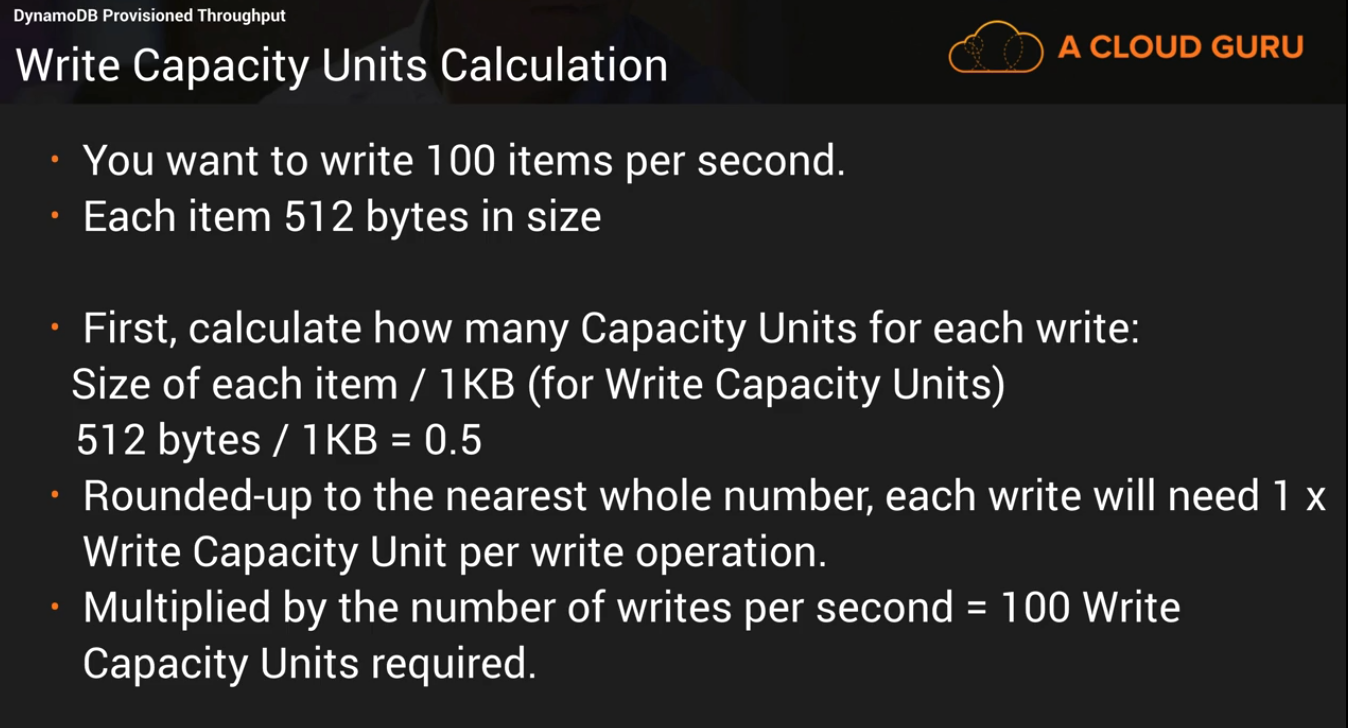 DynamoDB Provisioned Throughput
Write Capacity Units Calculation
A CLOUD GURU
• You want to write 100 items per second.
• Each item 512 bytes in size
• First, calculate how many Capacity Units for each write:
Size of each item / 1KB (for Write Capacity Units)
512 bytes / 1KB = 0.5
• Rounded-up to the nearest whole number, each write will need 1 x
Write Capacity Unit per write operation.
• Multiplied by the number of writes per second = 100 Write
Capacity Units required.